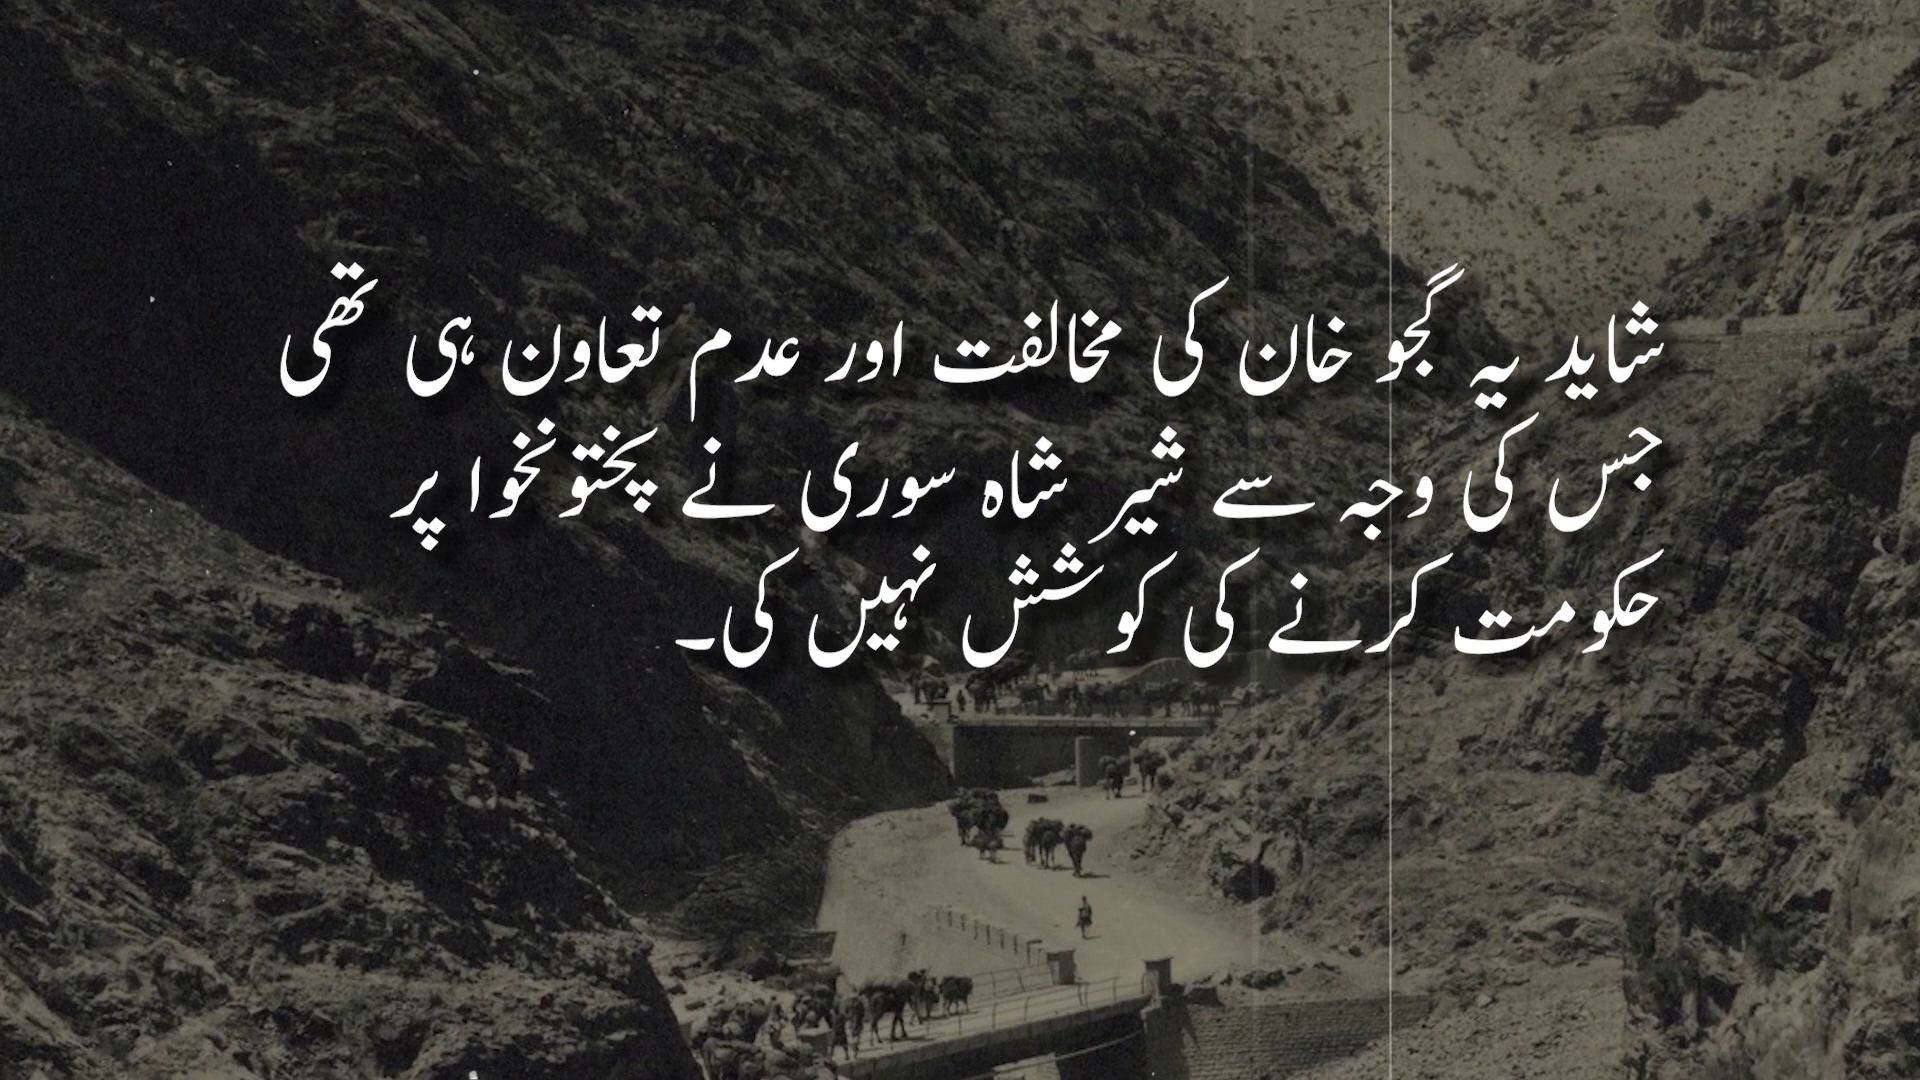 شاید یہ گجو خان کی مخالفت اور عدم تعاون ہی تھی
جس کی وجہ سے شیر شاہ سوری نے پختونخوا پر
حکومت کرنے کی کوشش نہیں کی۔